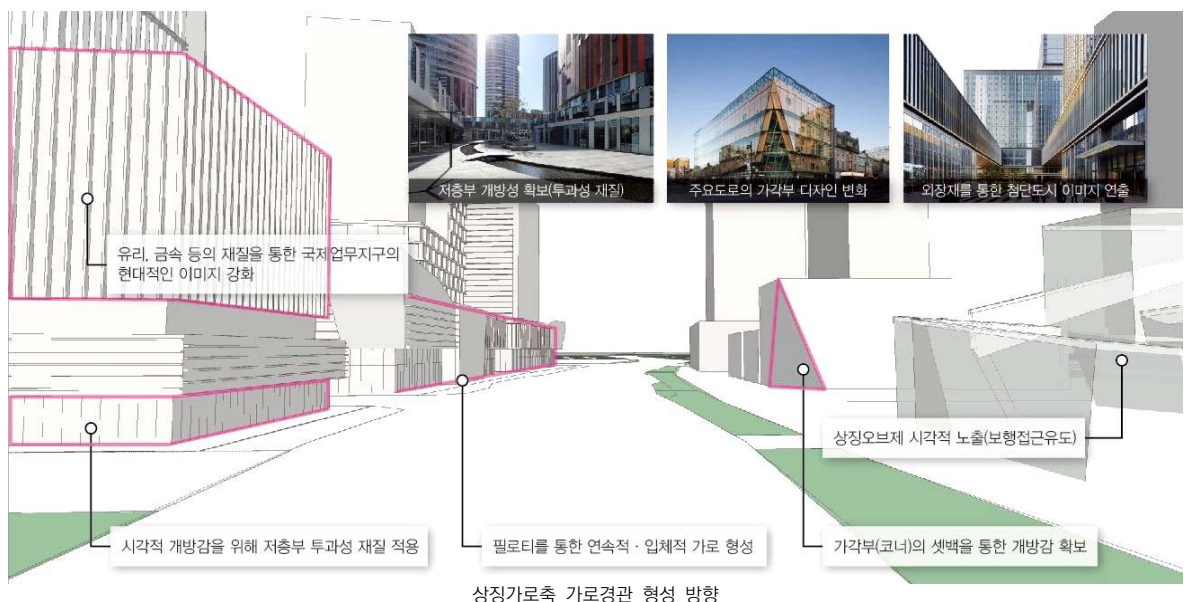 저층부 개방성 확보(투과성 재질)
주요도로의 가각부 디자인 변화
외장재를 통한 첨단도시 이미지 연출
유리, 금속 등의 재질을 통한 국제업무지구의
현대적인 이미지 강화
상징오브제 시각적 노출(보행접근유도)
시각적 개방감을 위해 저층부 투과성 재질 적용
필로티를 통한 연속적 · 입체적 가로 형성
가각부(코너)의 셋백을 통한 개방감 확보
상징가로축 가로경관 형성 방향